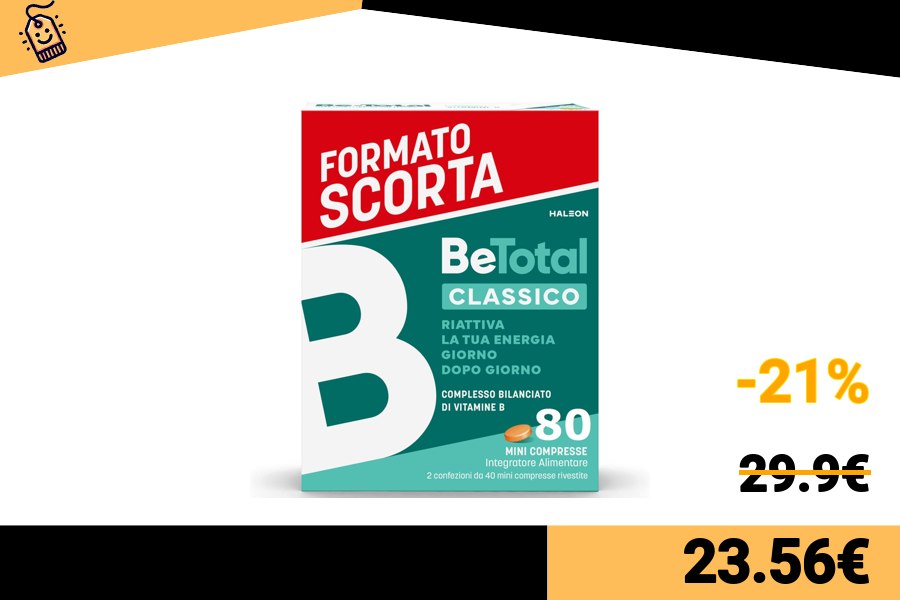 BeTotal
FORMATO
SCORTA
HALEON
BeTotal
CLASSICO
RIATTIVA
LA TUA ENERGIA
GIORNO
DOPO GIORNO
COMPLESSO BILANCIATO
DI VITAMINE B
B
80
MINI COMPRESSE
Integratore Alimentare
2 confezioni da 40 mini compresse rivestite
-21%
29.9€
23.56€